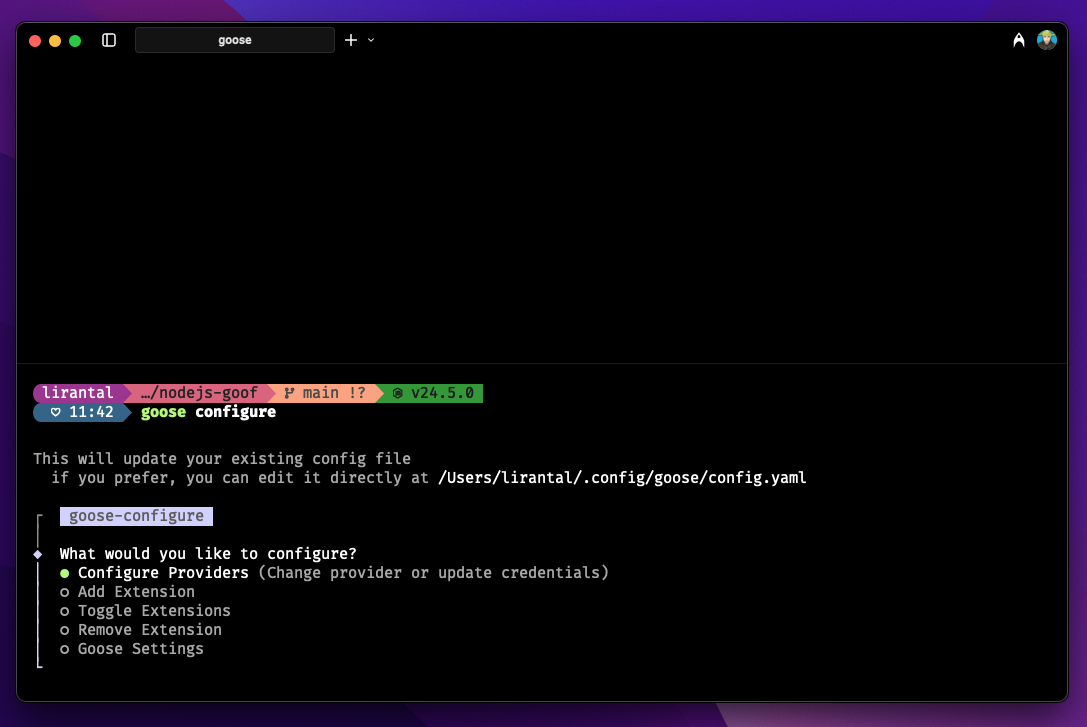 goose
lirantal …/nodejs-goof main !? v24.5.0
♡ 11:42 goose configure
This will update your existing config file
if you prefer, you can edit it directly at /Users/lirantal/.config/goose/config.yaml
goose-configure
What would you like to configure?
● Configure Providers (Change provider or update credentials)
○ Add Extension
○ Toggle Extensions
○ Remove Extension
○ Goose Settings